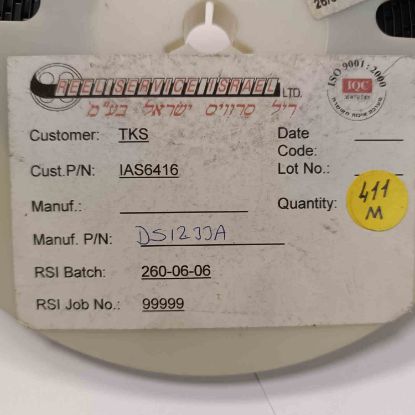 REEL SERVICE ISRAEL LTD.
ריל סרוויס ישראל בע"מ
ISO 9001:2000
IQC
Customer: TKS
Date Code:
Cust.P/N: IAS6416
Lot No.:
Manuf.:
Quantity: 411 M
Manuf. P/N: DS1233A
RSI Batch: 260-06-06
RSI Job No.: 99999